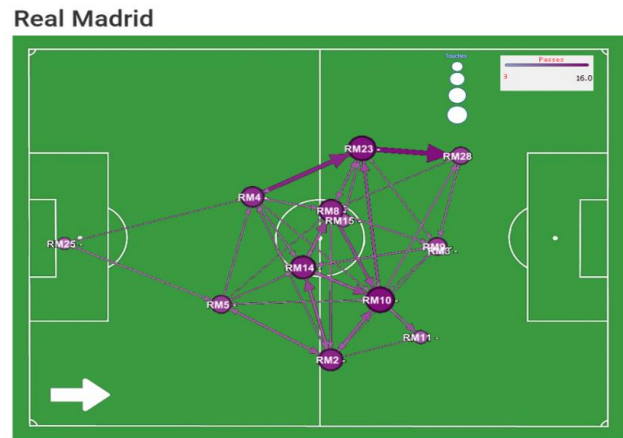 Real Madrid
Touches
Passes
3
16.0
RM23
RM28
RM4
RM8
RM15
RM25
RM9
RM3
RM14
RM5
RM10
RM11
RM2